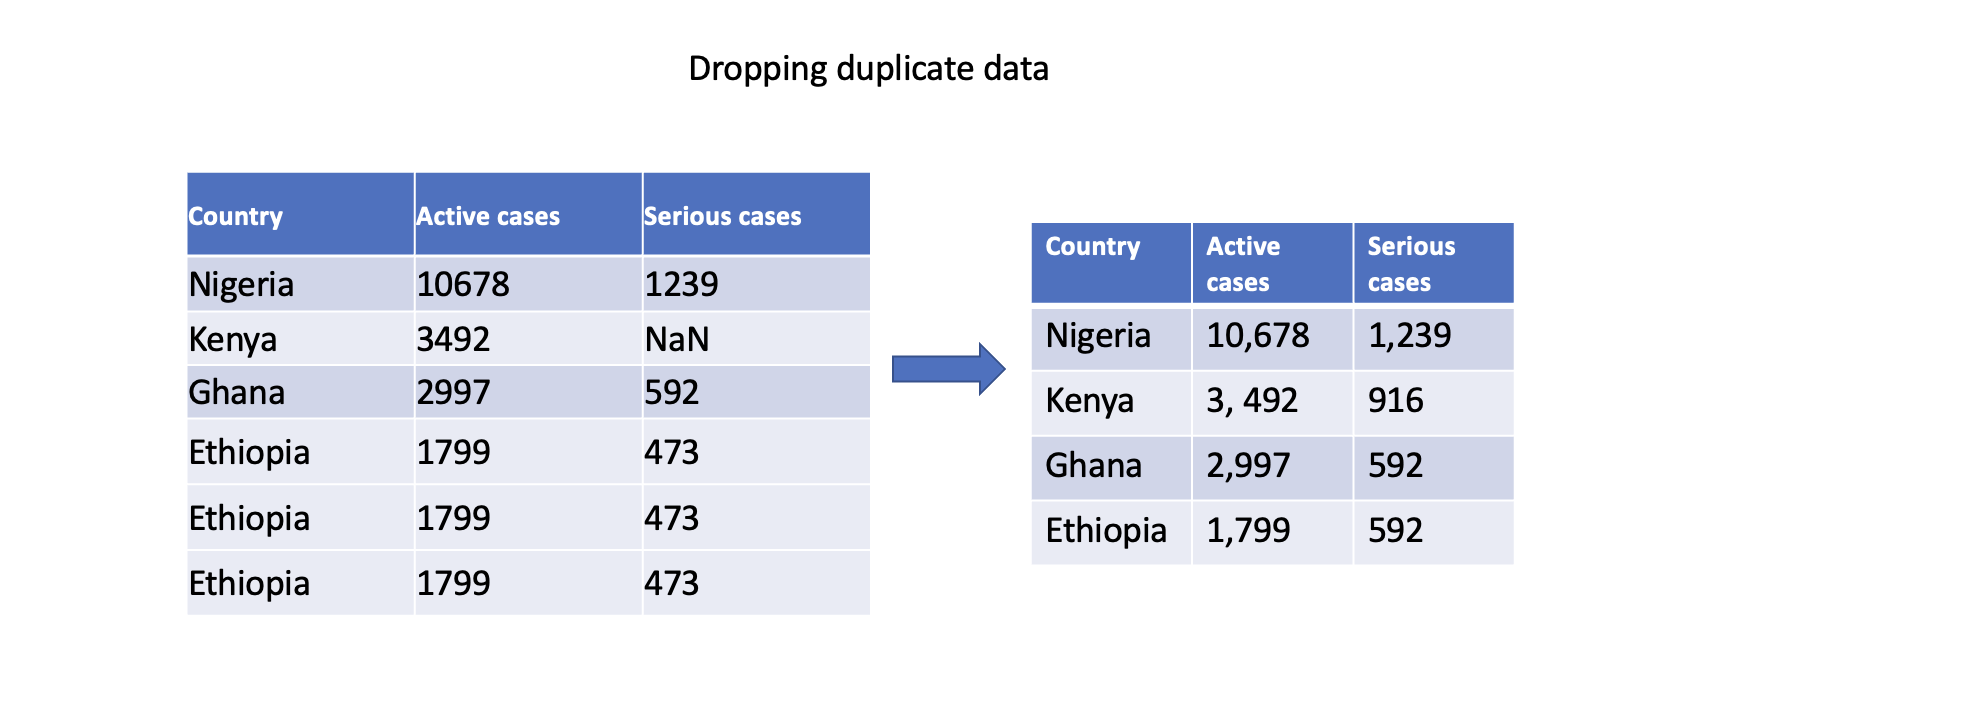 Dropping duplicate data
Country Active cases Serious cases
Nigeria 10678 1239
Kenya 3492 NaN
Ghana 2997 592
Ethiopia 1799 473
Ethiopia 1799 473
Ethiopia 1799 473
Country Active Serious
cases cases
Nigeria 10,678 1,239
Kenya 3, 492 916
Ghana 2,997 592
Ethiopia 1,799 592